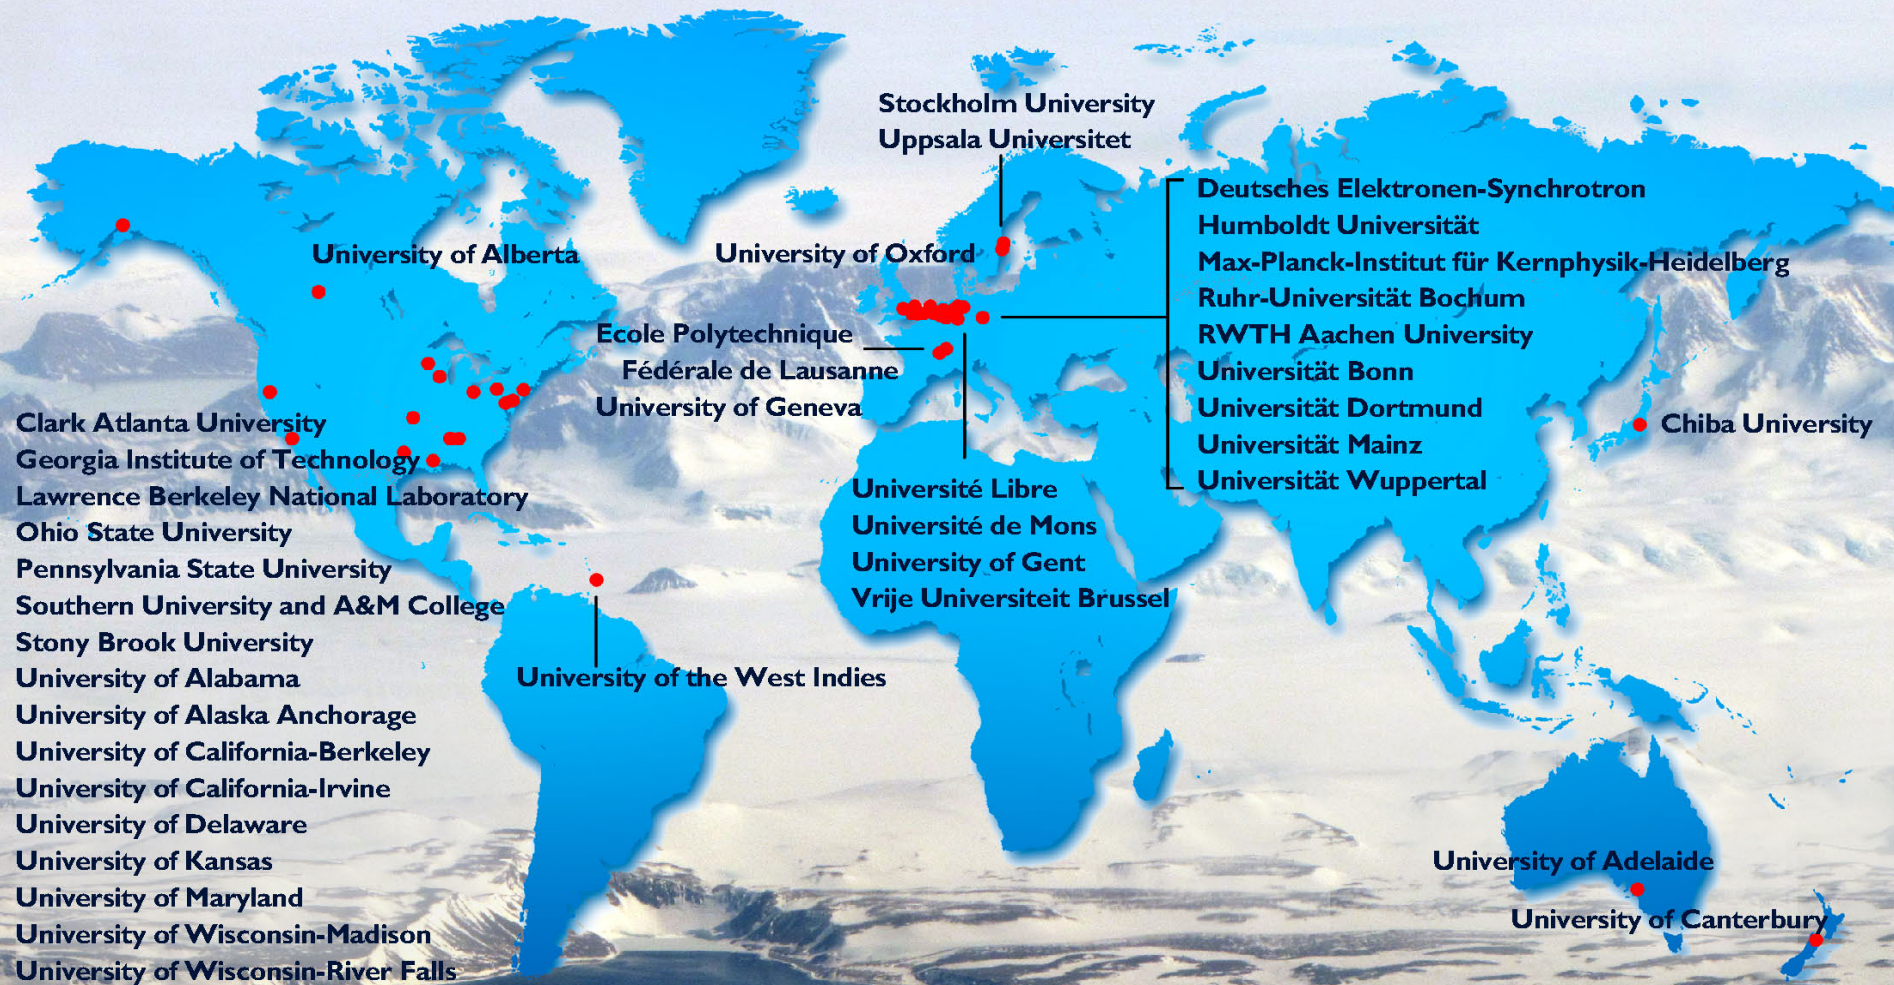 Stockholm University
Uppsala Universitet
University of Alberta
University of Oxford
Deutsches Elektronen-Synchrotron
Humboldt Universität
Max-Planck-Institut für Kernphysik-Heidelberg
Ruhr-Universität Bochum
RWTH Aachen University
Universität Bonn
Universität Dortmund
Universität Mainz
Universität Wuppertal
Ecole Polytechnique
Fédérale de Lausanne
University of Geneva
Chiba University
Clark Atlanta University
Georgia Institute of Technology
Lawrence Berkeley National Laboratory
Ohio State University
Pennsylvania State University
Southern University and A&M College
Stony Brook University
University of Alabama
University of Alaska Anchorage
University of California-Berkeley
University of California-Irvine
University of Delaware
University of Kansas
University of Maryland
University of Wisconsin-Madison
University of Wisconsin-River Falls
Université Libre
Université de Mons
University of Gent
Vrije Universiteit Brussel
University of the West Indies
University of Adelaide
University of Canterbury